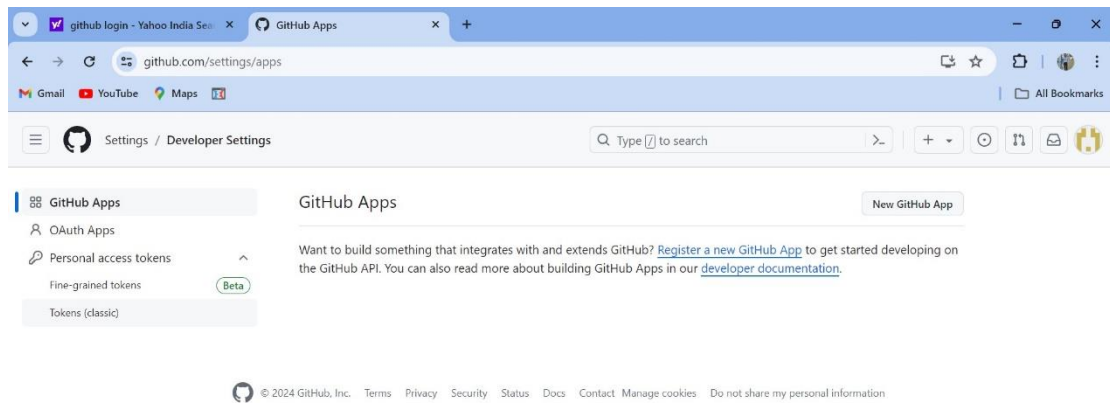 github login - Yahoo India Sea
GitHub Apps
github.com/settings/apps
Gmail YouTube Maps
All Bookmarks
Settings / Developer Settings
Type / to search
GitHub Apps
OAuth Apps
Personal access tokens
Fine-grained tokens Beta
Tokens (classic)
GitHub Apps
New GitHub App
Want to build something that integrates with and extends GitHub? Register a new GitHub App to get started developing on
the GitHub API. You can also read more about building GitHub Apps in our developer documentation.
© 2024 GitHub, Inc. Terms Privacy Security Status Docs Contact Manage cookies Do not share my personal information